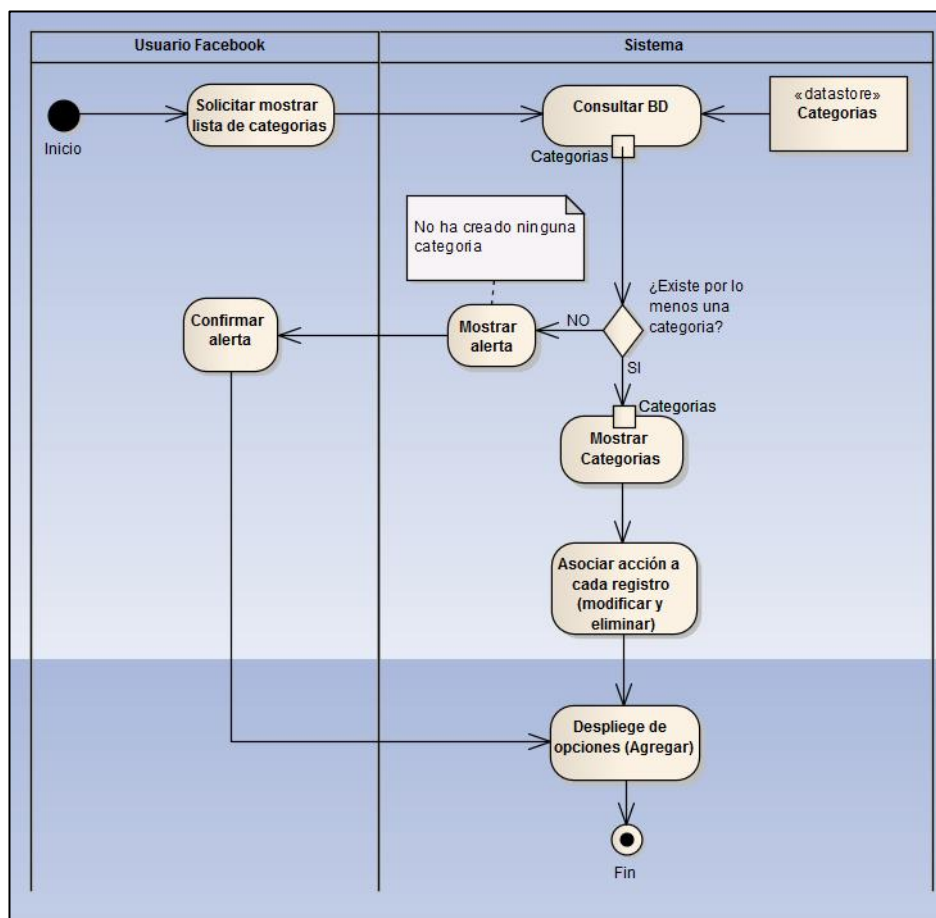 Usuario Facebook
Sistema
Inicio
Solicitar mostrar
lista de categorias
Consultar BD
«datastore»
Categorias
Categorias
No ha creado ninguna
categoria
¿Existe por lo
menos una
categoria?
NO
Mostrar
alerta
Confirmar
alerta
SI
Categorias
Mostrar
Categorias
Asociar acción a
cada registro
(modificar y
eliminar)
Despliege de
opciones (Agregar)
Fin